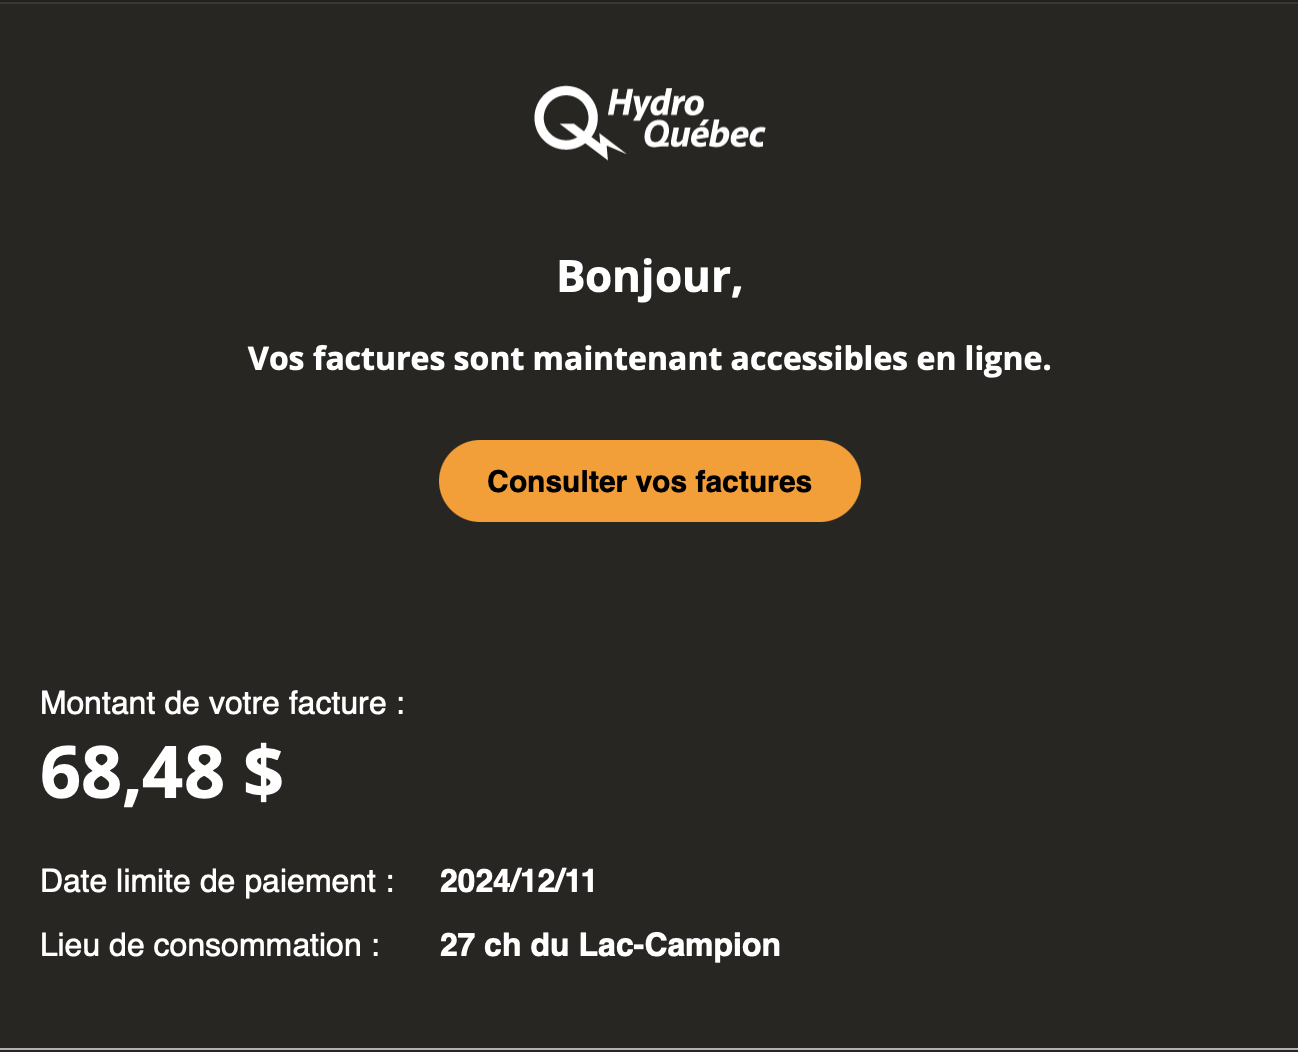 Hydro
Québec
Bonjour,
Vos factures sont maintenant accessibles en ligne.
Consulter vos factures
Montant de votre facture :
68,48 $
Date limite de paiement : 2024/12/11
Lieu de consommation : 27 ch du Lac-Campion